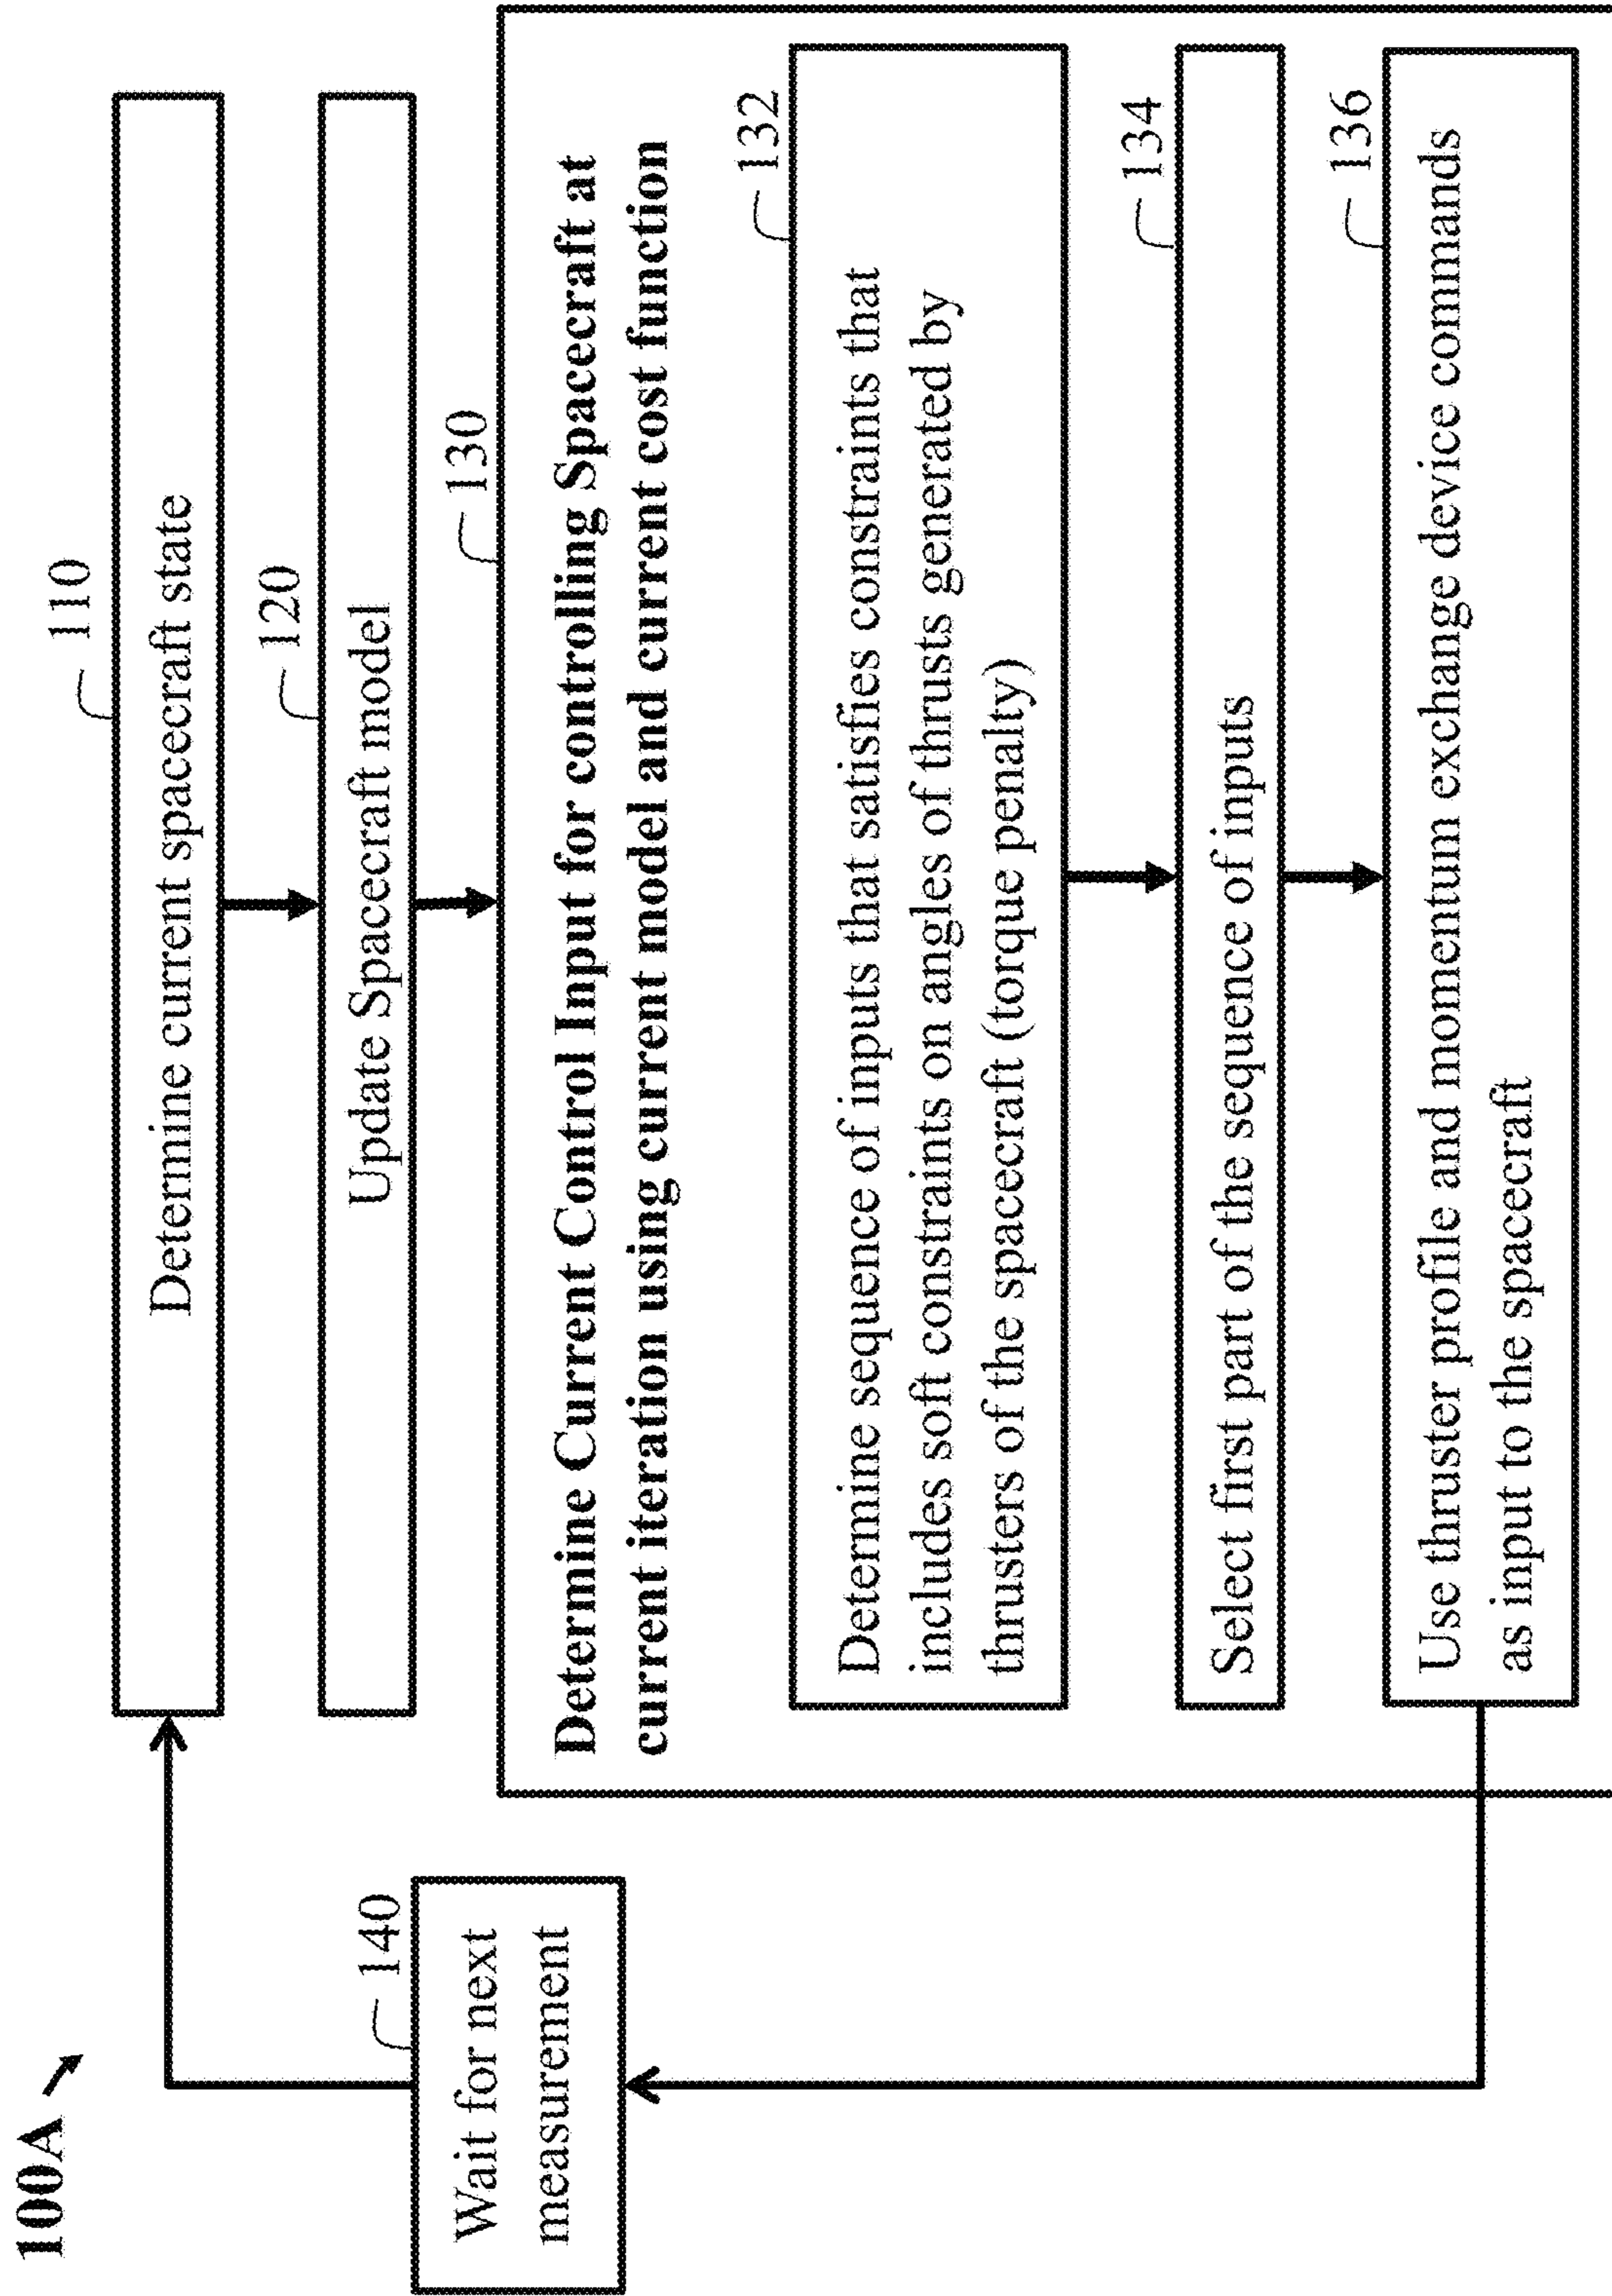 100A
110
Determine current spacecraft state
120
Update Spacecraft model
130
Determine Current Control Input for controlling Spacecraft at
current iteration using current model and current cost function
132
Determine sequence of inputs that satisfies constraints that
includes soft constraints on angles of thrusts generated by
thrusters of the spacecraft (torque penalty)
134
Select first part of the sequence of inputs
136
Use thruster profile and momentum exchange device commands
as input to the spacecraft
140
Wait for next
measurement